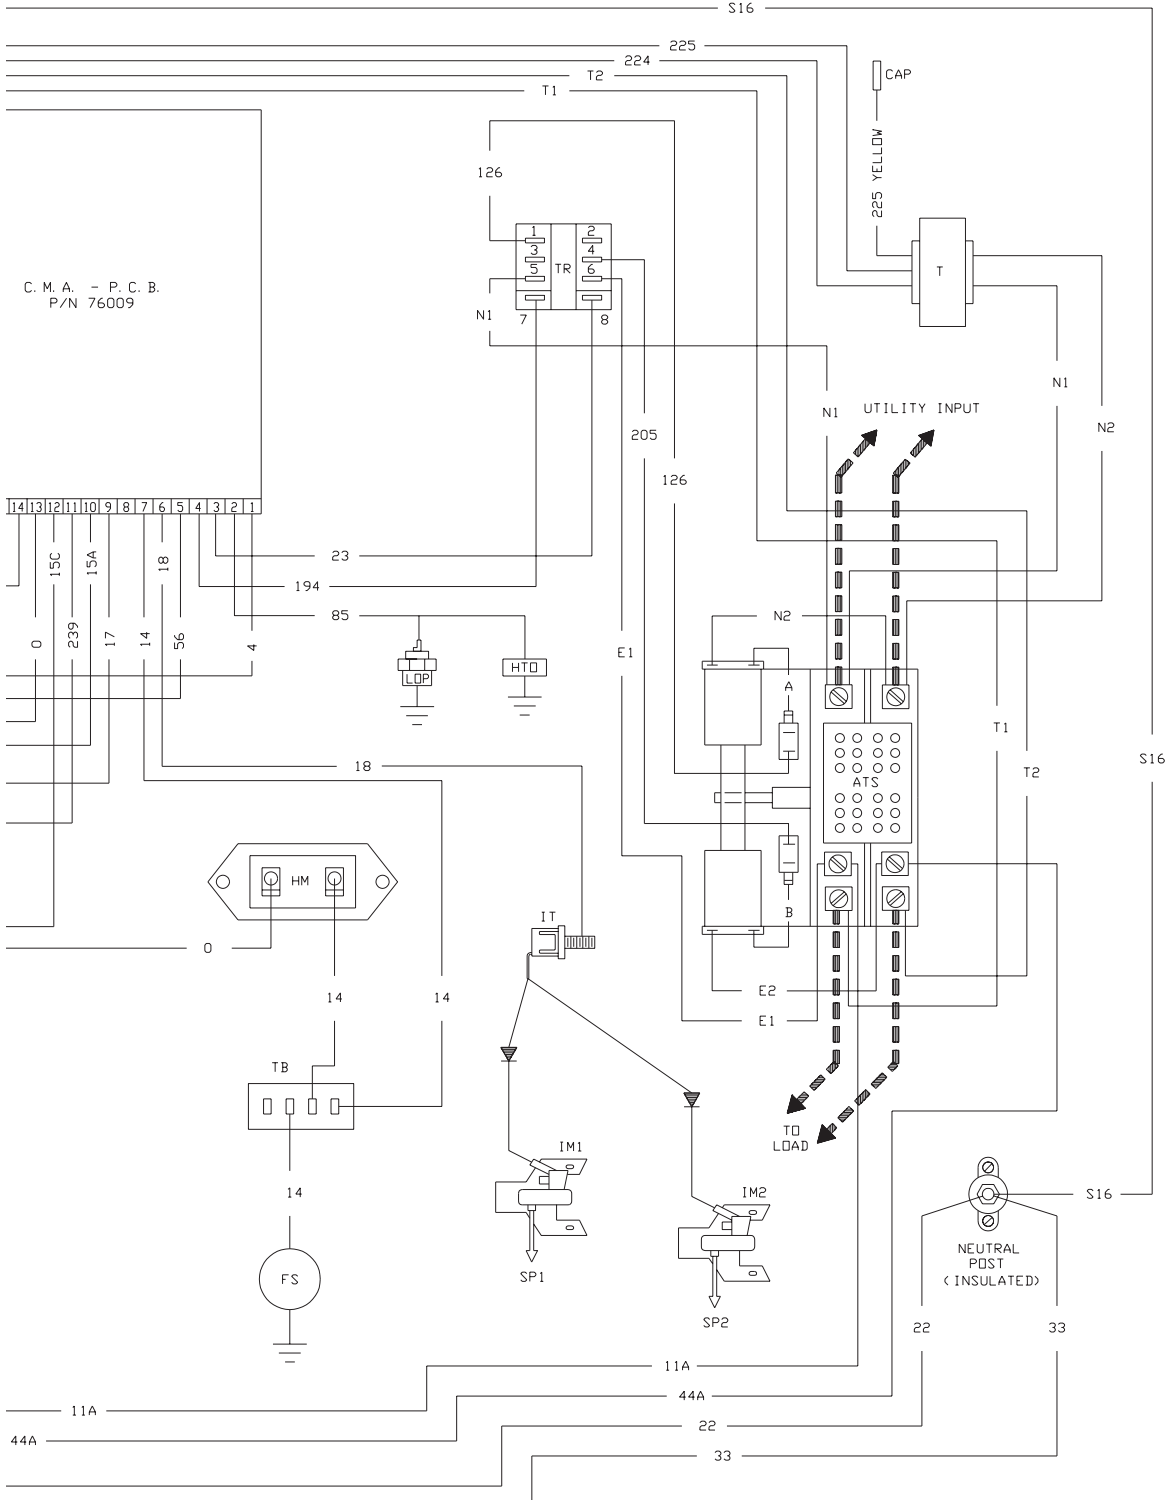 S16
225
224
T2
T1
CAP
225 YELLOW
126
1
2
3
4
5
6
7
8
TR
T
C. M. A. - P. C. B.
P/N 76009
N1
N1
N1
N2
UTILITY INPUT
205
126
14
13
12
11
10
9
8
7
6
5
4
3
2
1
15C
15A
18
23
194
85
0
239
17
14
56
4
LOP
HTO
E1
N2
A
T1
T2
S16
ATS
18
HM
B
IT
0
14
14
E2
E1
TB
TO
LOAD
IM1
14
IM2
S16
SP1
FS
NEUTRAL
POST
(INSULATED)
SP2
22
33
11A
44A
11A
22
44A
33